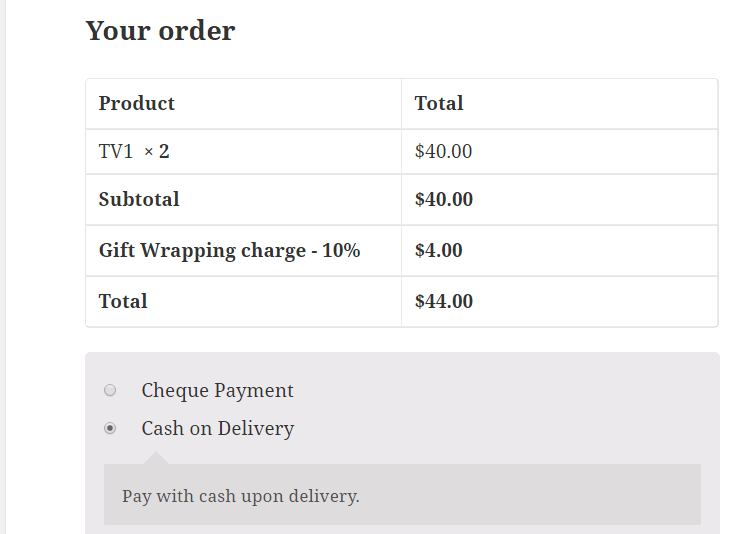 Your order
Product Total
TV1 × 2 $40.00
Subtotal $40.00
Gift Wrapping charge - 10% $4.00
Total $44.00
Cheque Payment
Cash on Delivery
Pay with cash upon delivery.